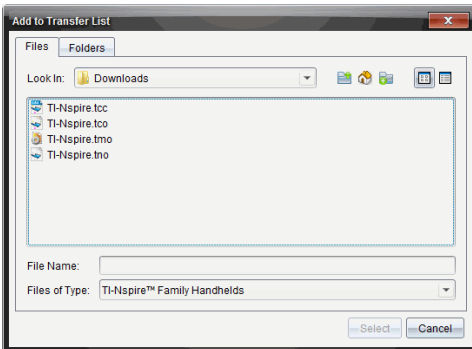 Add to Transfer List
Files Folders
Look In: Downloads
TI-Nspire.tcc
TI-Nspire.tco
TI-Nspire.tmo
TI-Nspire.tno
File Name:
Files of Type: TI-Nspire™ Family Handhelds
Select Cancel